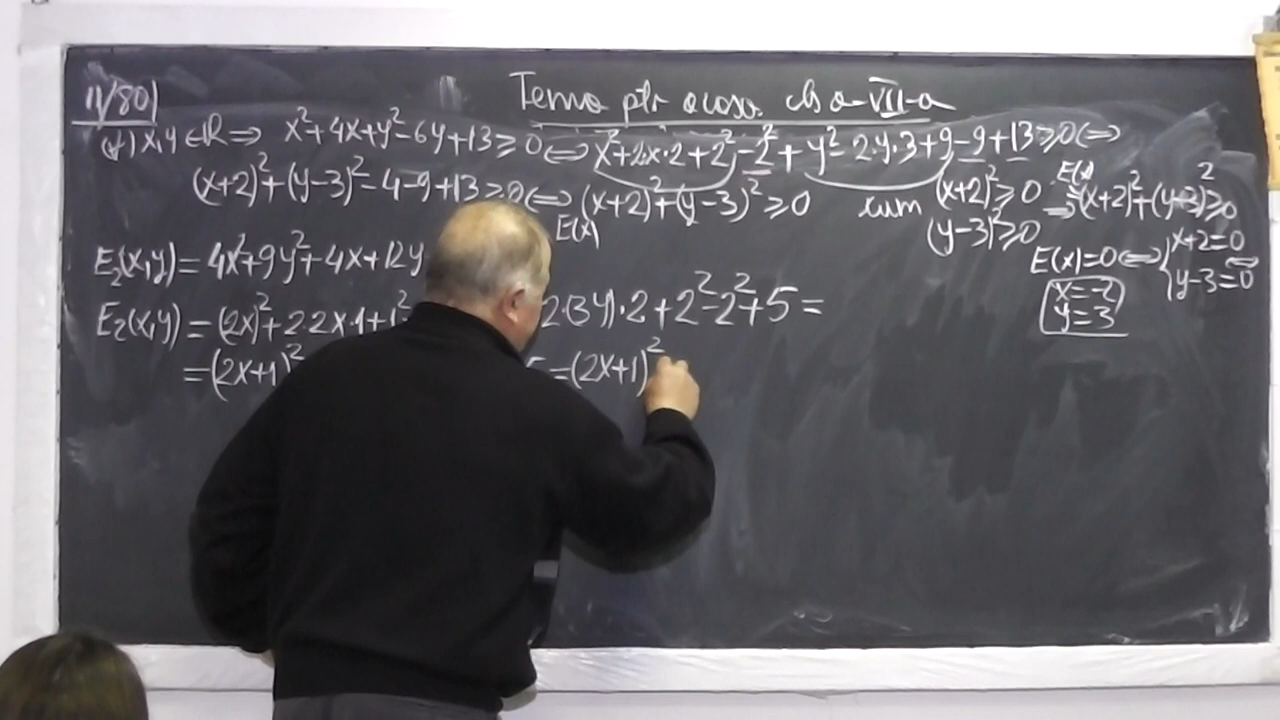 11/80) Tema ptr acasa cls a-VII-a
(∀) x,y∈R ⇒ x²+4x+y²-6y+13≥0 ⇔ x²+2·x·2+2²-2²+y²-2·y·3+9-9+13≥0 ⇔
(x+2)²+(y-3)²-4-9+13≥0 ⇔ (x+2)²+(y-3)²≥0 cum (x+2)²≥0 ⇒ (x+2)²+(y-3)²≥0
E(x) (y-3)²≥0 E(x)
E(x)=0 ⇔ { x+2=0 ⇔
y-3=0
x=-2
y=3
E₂(x,y)=4x²+9y²+4x+12y
E₂(x,y)=(2x)²+2·2x·1+1² 2·(3y)·2+2²-2²+5=
=(2x+1)² 5=(2x+1)²